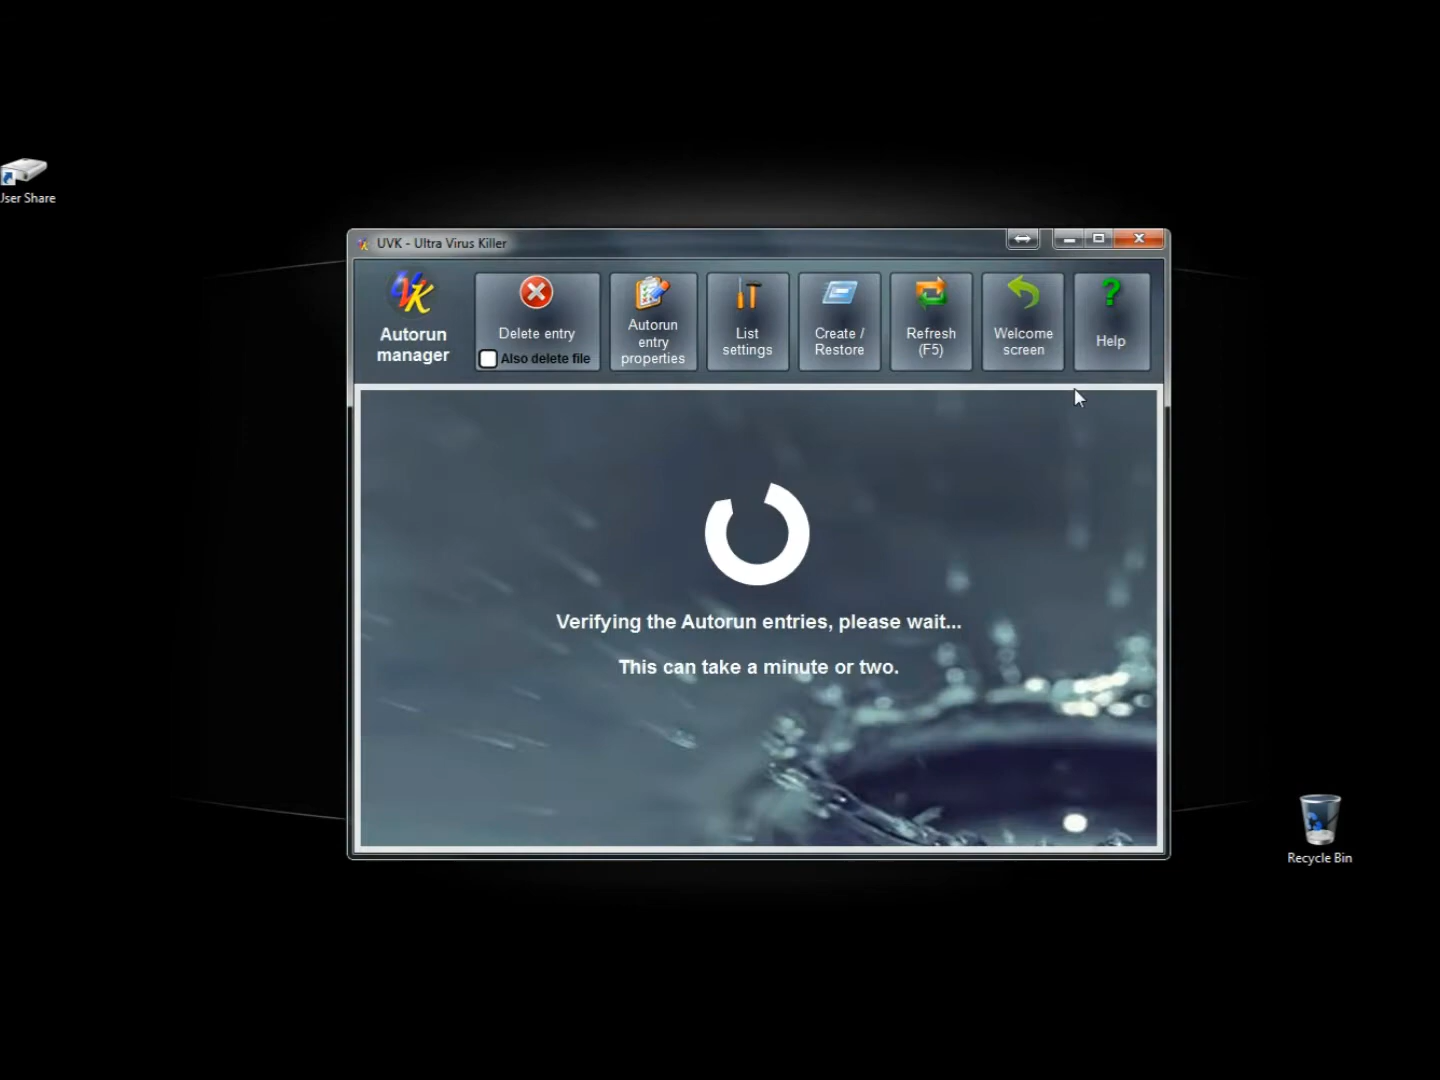 User Share
UVK - Ultra Virus Killer
Autorun
manager
Delete entry
Also delete file
Autorun
entry
properties
List
settings
Create /
Restore
Refresh
(F5)
Welcome
screen
Help
Verifying the Autorun entries, please wait...
This can take a minute or two.
Recycle Bin